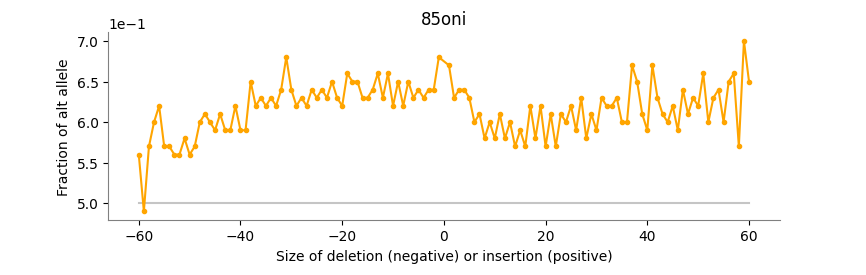 85oni
1e−1
7.0
6.5
6.0
5.5
5.0
Fraction of alt allele
−60 −40 −20 0 20 40 60
Size of deletion (negative) or insertion (positive)